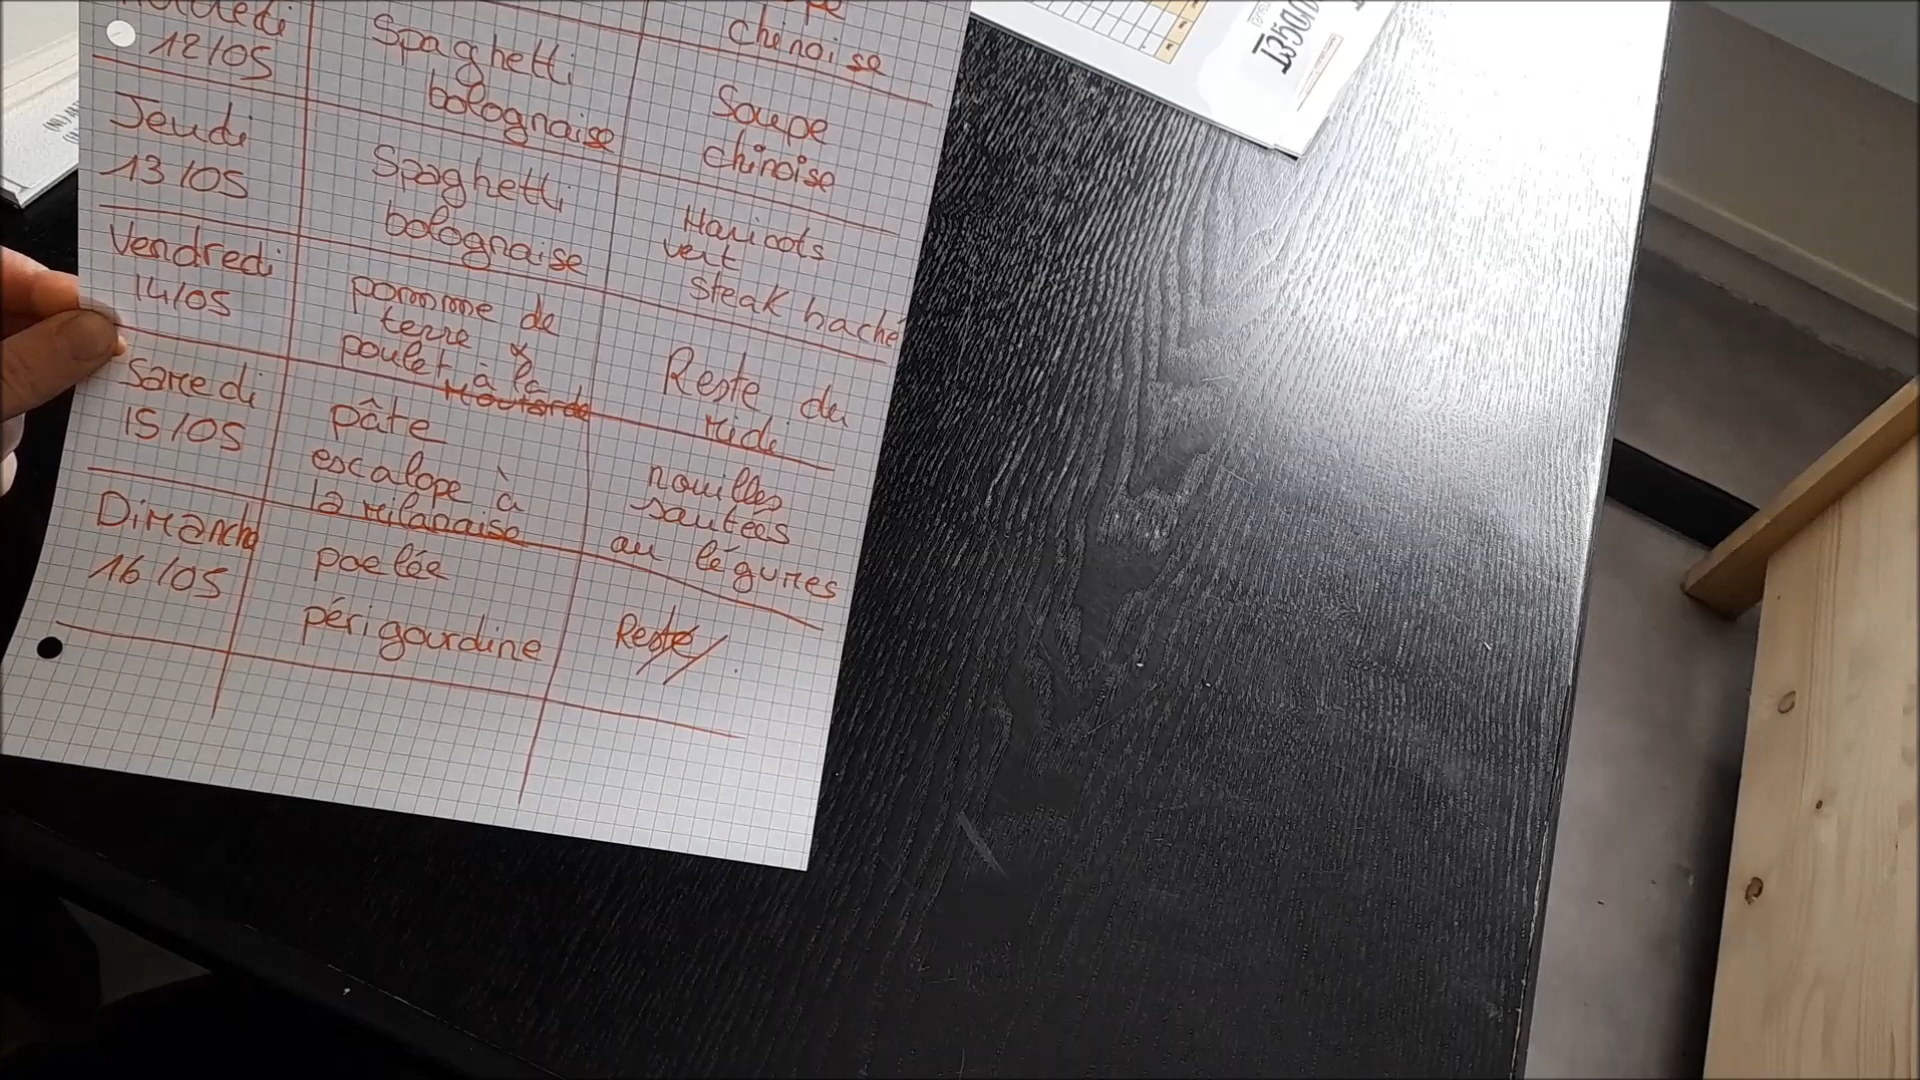 chinoise
12/05
Spaghetti
bolognaise
Soupe
chinoise
Jeudi
13/05
Spaghetti
bolognaise
Haricots
vert
steak haché
Vendredi
14/05
pomme de
terre &
poulet à la
moutarde
Reste du
midi
Samedi
15/05
pâte
escalope à
la milanaise
nouilles
sautées
au légumes
Dimanche
16/05
poelée
périgourdine
Reste